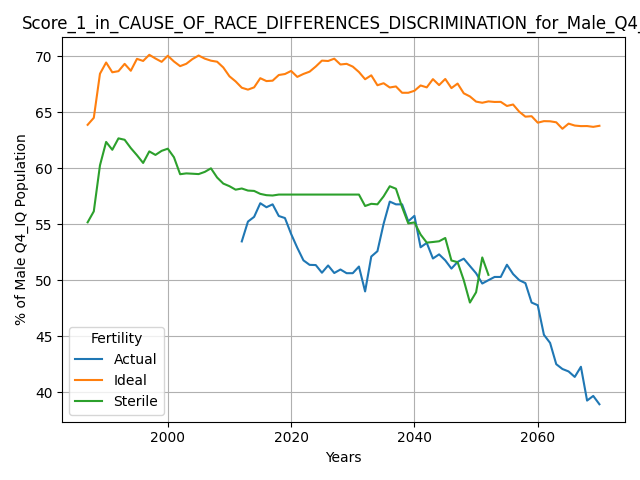 Score_1_in_CAUSE_OF_RACE_DIFFERENCES_DISCRIMINATION_for_Male_Q4_
% of Male Q4_IQ Population
70
65
60
55
50
45
40
Fertility
Actual
Ideal
Sterile
2000
2020
2040
2060
Years